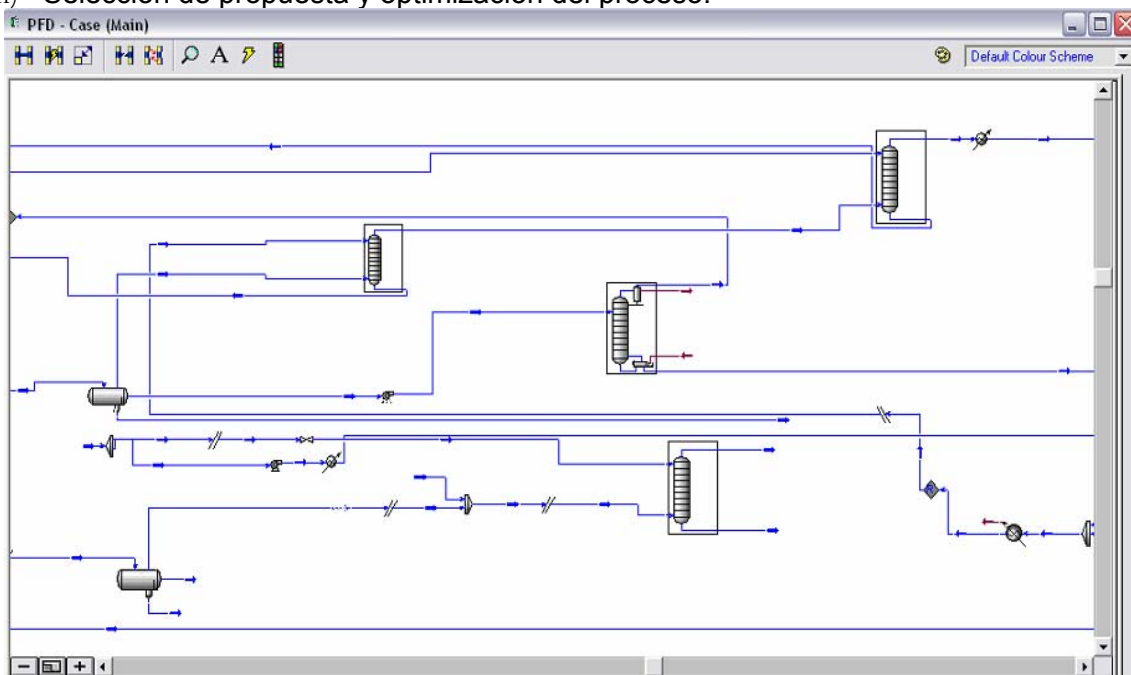 Selección de propuesta y optimización del proceso.
PFD - Case (Main)
A
Default Colour Scheme
R